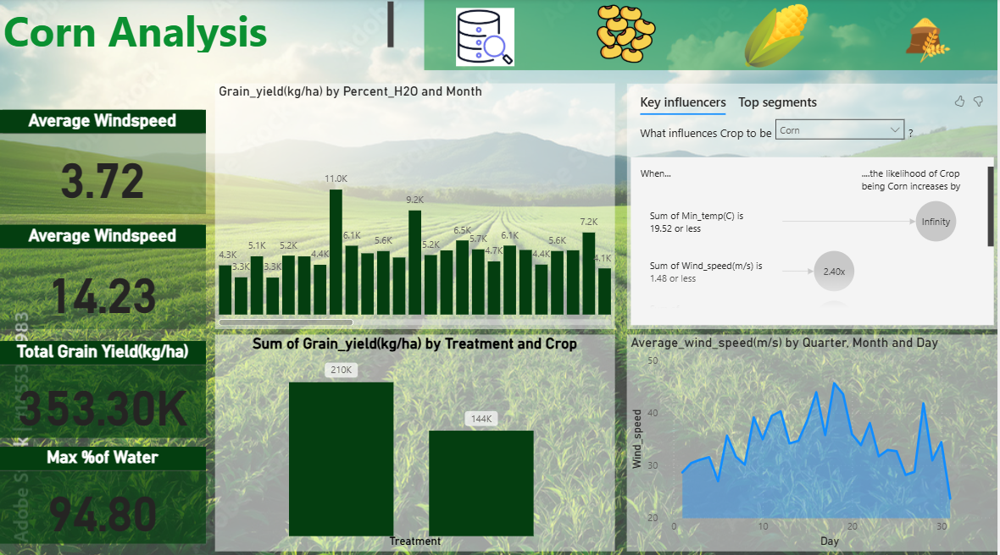 Corn Analysis
Average Windspeed
3.72
Average Windspeed
14.23
Total Grain Yield(kg/ha)
353.30K
Max %of Water
94.80
Grain_yield(kg/ha) by Percent_H2O and Month
4.3K
3.3K
5.1K
3.3K
5.2K
4.4K
11.0K
6.1K
5.6K
9.2K
5.2K
6.5K
5.7K
4.7K
6.1K
4.4K
5.6K
7.2K
4.1K
Key influencers Top segments
What influences Crop to be Corn ?
When...
....the likelihood of Crop
being Corn increases by
Sum of Min_temp(C) is
19.52 or less
Infinity
Sum of Wind_speed(m/s) is
1.48 or less
2.40x
Sum of Grain_yield(kg/ha) by Treatment and Crop
210K
144K
Treatment
Average_wind_speed(m/s) by Quarter, Month and Day
50
40
30
20
Wind_speed
0 10 20 30
Day